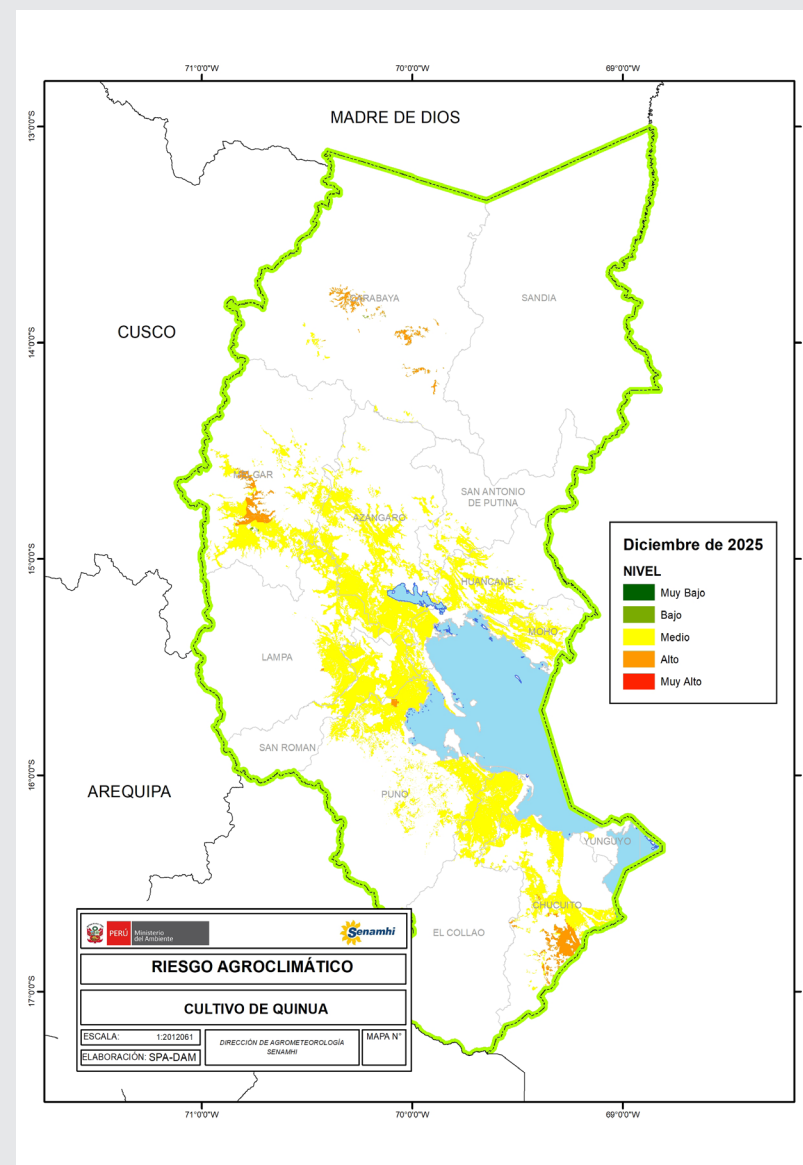 71°0'0"W
70°0'0"W
69°0'0"W
MADRE DE DIOS
13°0'0"S
SANDIA
CARABAYA
CUSCO
14°0'0"S
MELGAR
SAN ANTONIO
DE PUTINA
AZANGARO
Diciembre de 2025
NIVEL
Muy Bajo
Bajo
Medio
Alto
Muy Alto
15°0'0"S
HUANCANE
MOHO
LAMPA
SAN ROMAN
16°0'0"S
AREQUIPA
PUNO
YUNGUYO
CHUCUITO
EL COLLAO
PERÚ
Ministerio
del Ambiente
Senamhi
RIESGO AGROCLIMÁTICO
CULTIVO DE QUINUA
17°0'0"S
ESCALA:
1:2012061
DIRECCIÓN DE AGROMETEOROLOGÍA
SENAMHI
MAPA N°
ELABORACIÓN: SPA-DAM
71°0'0"W
70°0'0"W
69°0'0"W